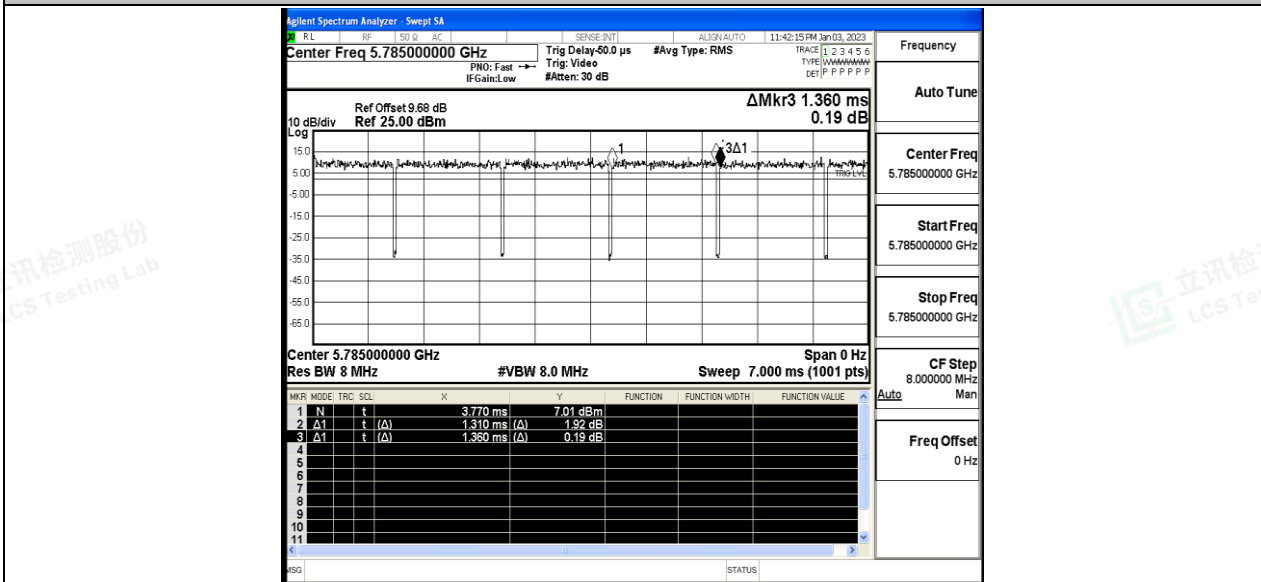 Agilent Spectrum Analyzer - Swept SA
RL RF 50 Ω AC SENSE:INT ALIGNAUTO 11:42:15 PM Jan 03, 2023
Center Freq 5.785000000 GHz
PNO: Fast
IFGain:Low
Trig Delay-50.0 µs
Trig: Video
#Atten: 30 dB
#Avg Type: RMS
TRACE 1 2 3 4 5 6
TYPE
DET P P P P P P
ΔMkr3 1.360 ms
0.19 dB
Ref Offset 9.68 dB
10 dB/div Ref 25.00 dBm
Log
15.0
5.00
-5.00
-15.0
-25.0
-35.0
-45.0
-55.0
-65.0
1
3Δ1
TRIG LVL
Center 5.785000000 GHz Span 0 Hz
Res BW 8 MHz #VBW 8.0 MHz Sweep 7.000 ms (1001 pts)
MKR MODE TRC SCL X Y FUNCTION FUNCTION WIDTH FUNCTION VALUE
1 N t 3.770 ms 7.01 dBm
2 Δ1 t (Δ) 1.310 ms (Δ) 1.92 dB
3 Δ1 t (Δ) 1.360 ms (Δ) 0.19 dB
4
5
6
7
8
9
10
11
MSG STATUS
Frequency
Auto Tune
Center Freq
5.785000000 GHz
Start Freq
5.785000000 GHz
Stop Freq
5.785000000 GHz
CF Step
8.000000 MHz
Auto Man
Freq Offset
0 Hz
讯检测股份
LCS Testing Lab
立讯检
LCS Tes